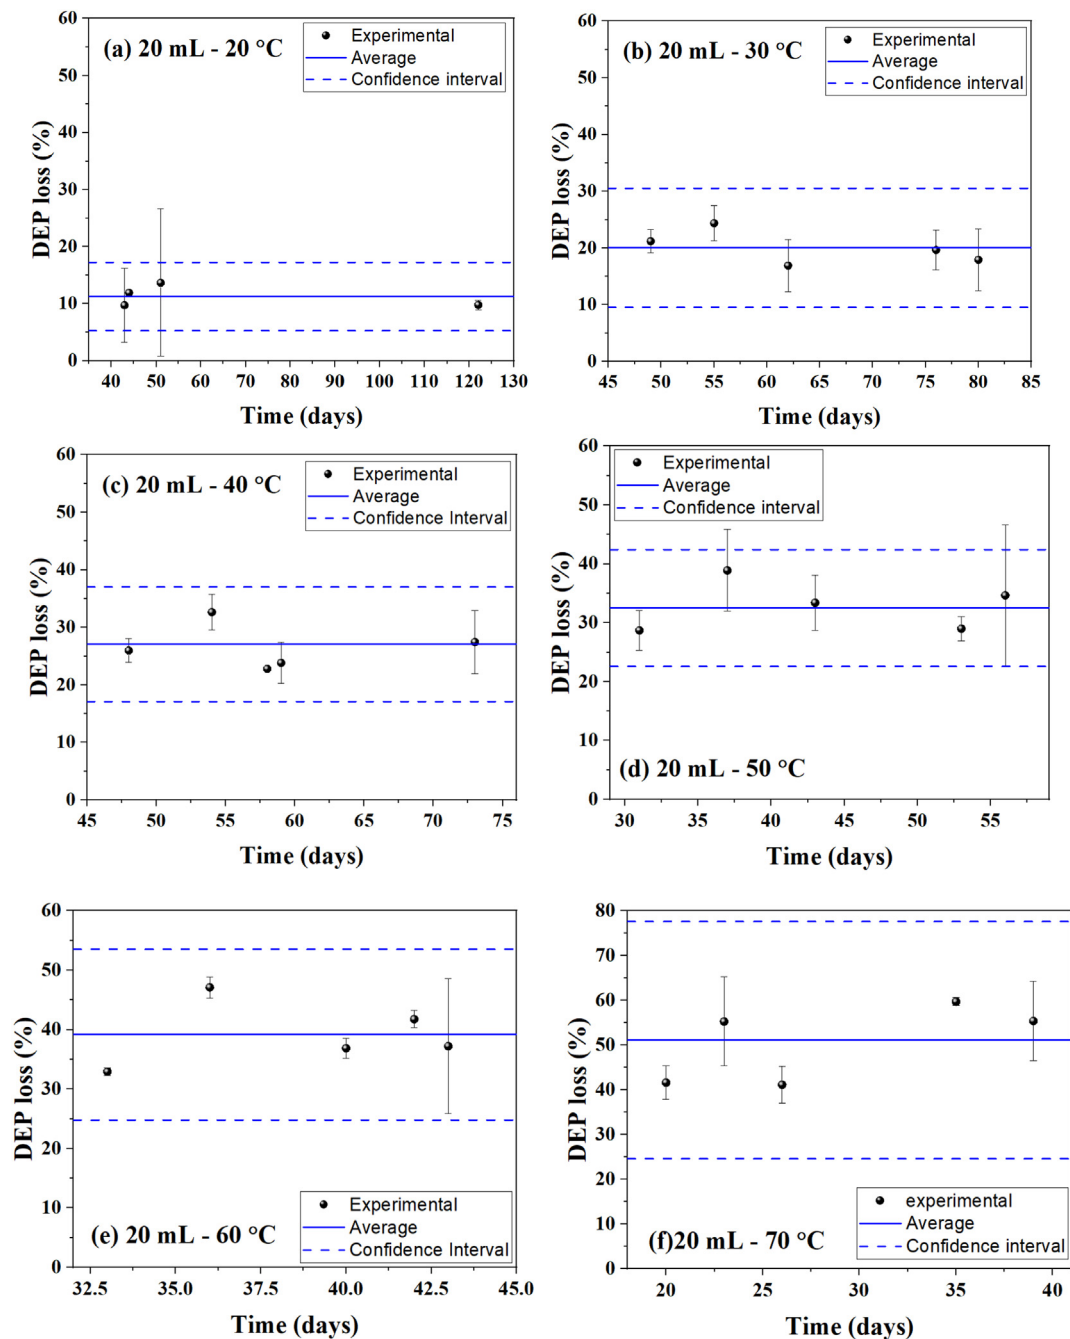 (a) 20 mL - 20 °C
Experimental
Average
Confidence interval
60
50
40
30
20
10
0
DEP loss (%)
40 50 60 70 80 90 100 110 120 130
Time (days)
(b) 20 mL - 30 °C
Experimental
Average
Confidence interval
60
50
40
30
20
10
0
DEP loss (%)
45 50 55 60 65 70 75 80 85
Time (days)
(c) 20 mL - 40 °C
Experimental
Average
Confidence Interval
60
50
40
30
20
10
0
DEP loss (%)
45 50 55 60 65 70 75
Time (days)
Experimental
Average
Confidence interval
(d) 20 mL - 50 °C
60
50
40
30
20
10
0
DEP loss (%)
30 35 40 45 50 55
Time (days)
60
50
40
30
20
10
0
DEP loss (%)
(e) 20 mL - 60 °C
Experimental
Average
Confidence Interval
32.5 35.0 37.5 40.0 42.5 45.0
Time (days)
80
70
60
50
40
30
20
10
0
DEP loss (%)
(f)20 mL - 70 °C
experimental
Average
Confidence interval
20 25 30 35 40
Time (days)